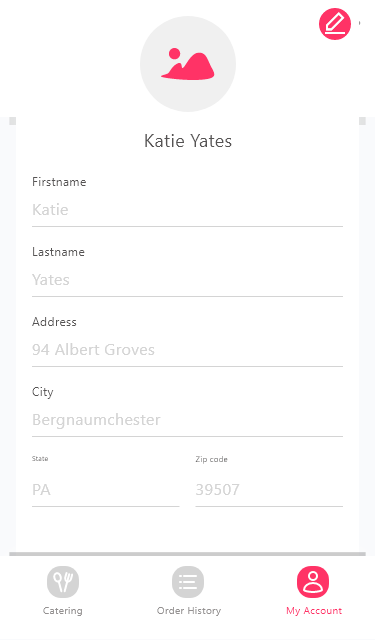 Katie Yates
Firstname
Katie
Lastname
Yates
Address
94 Albert Groves
City
Bergnaumchester
State
Zip code
PA
39507
Catering
Order History
My Account